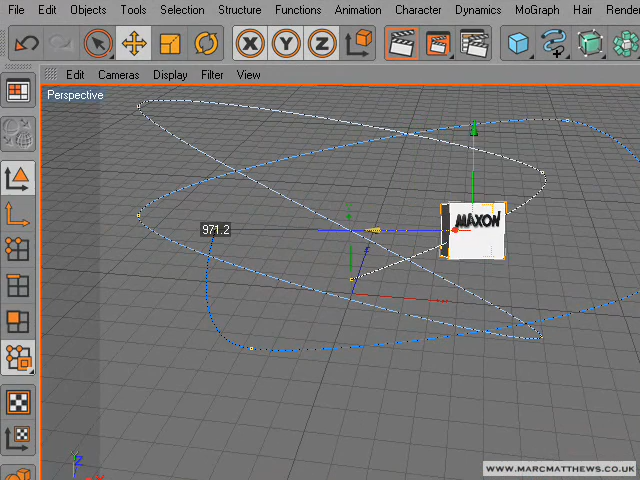 File Edit Objects Tools Selection Structure Functions Animation Character Dynamics MoGraph Hair Render
X Y Z
Edit Cameras Display Filter View
Perspective
MAXON
971.2
Z
WWW.MARCMATTHEWS.CO.UK